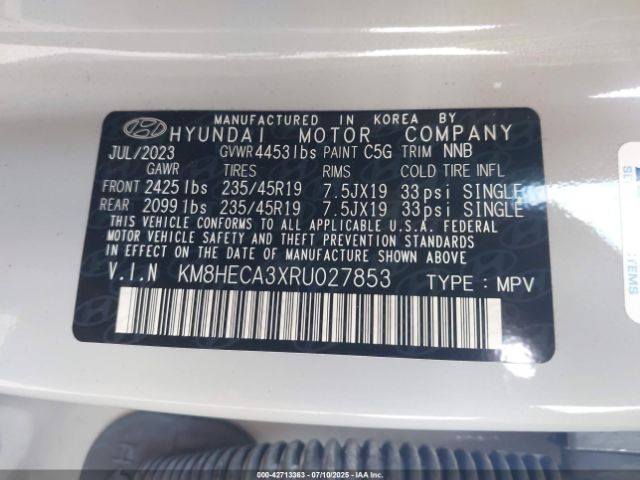 MANUFACTURED IN KOREA BY
HYUNDAI MOTOR COMPANY
JUL/2023 GVWR 4453lbs PAINT C5G TRIM NNB
GAWR TIRES RIMS COLD TIRE INFL
FRONT 2425lbs 235/45R19 7.5JX19 33psi SINGLE
REAR 2099lbs 235/45R19 7.5JX19 33psi SINGLE
THIS VEHICLE CONFORMS TO ALL APPLICABLE U.S.A. FEDERAL
MOTOR VEHICLE SAFETY, BUMPER, AND THEFT PREVENTION STANDARDS
IN EFFECT ON THE DATE OF MANUFACTURE SHOWN ABOVE.
V.I.N KM8HECA3XRU027853 TYPE: MPV
© 000-42713363 - 07/10/2025 - IAAI.COM